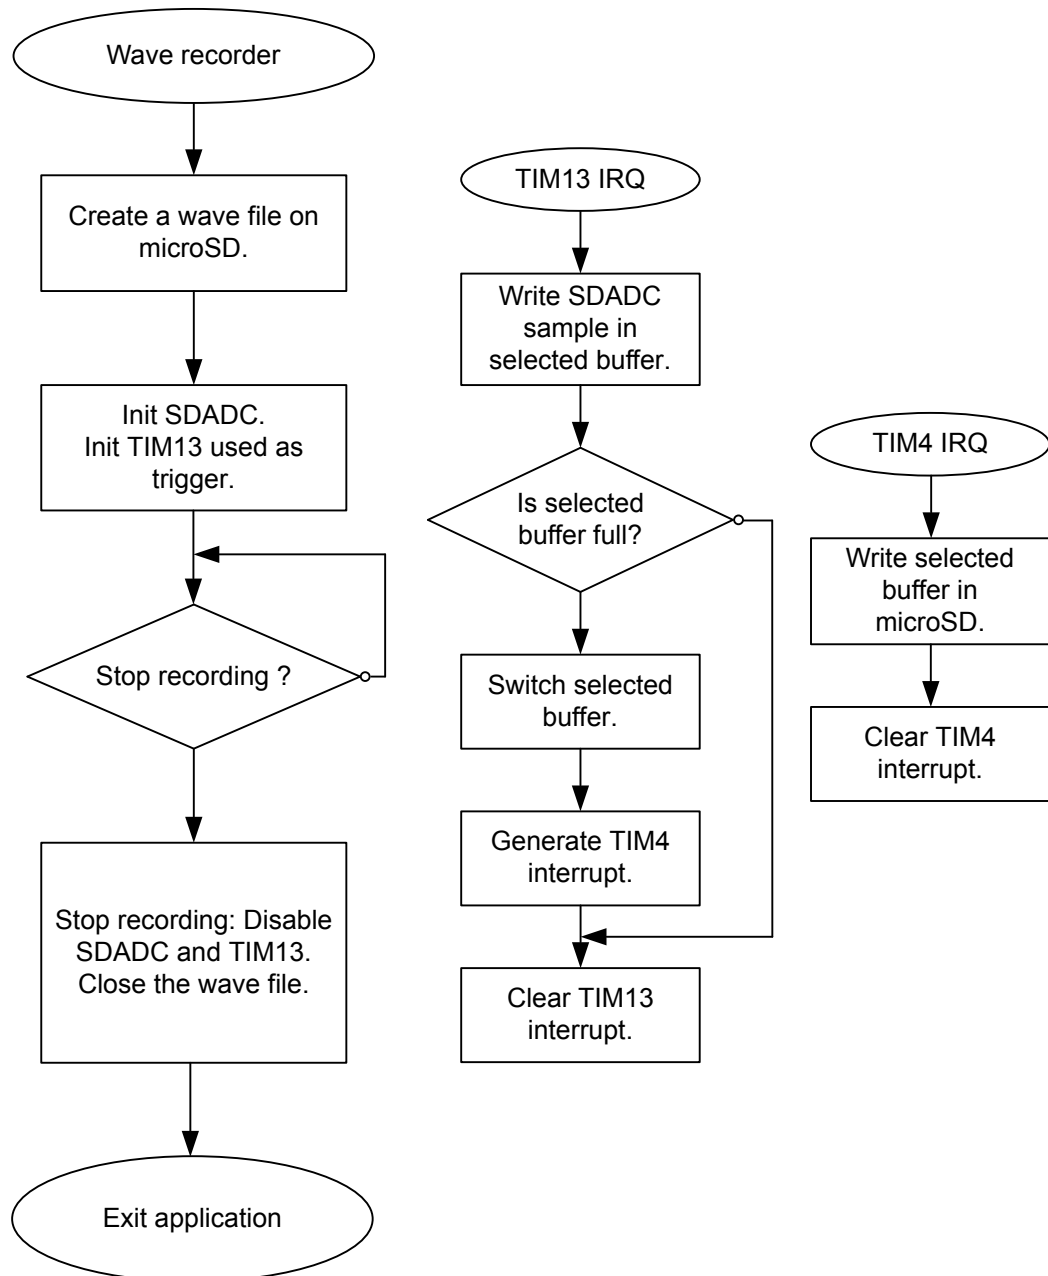 Wave recorder
Create a wave file on
microSD.
Init SDADC.
Init TIM13 used as
trigger.
Stop recording ?
Stop recording: Disable
SDADC and TIM13.
Close the wave file.
Exit application
TIM13 IRQ
Write SDADC
sample in
selected buffer.
Is selected
buffer full?
Switch selected
buffer.
Generate TIM4
interrupt.
Clear TIM13
interrupt.
TIM4 IRQ
Write selected
buffer in
microSD.
Clear TIM4
interrupt.